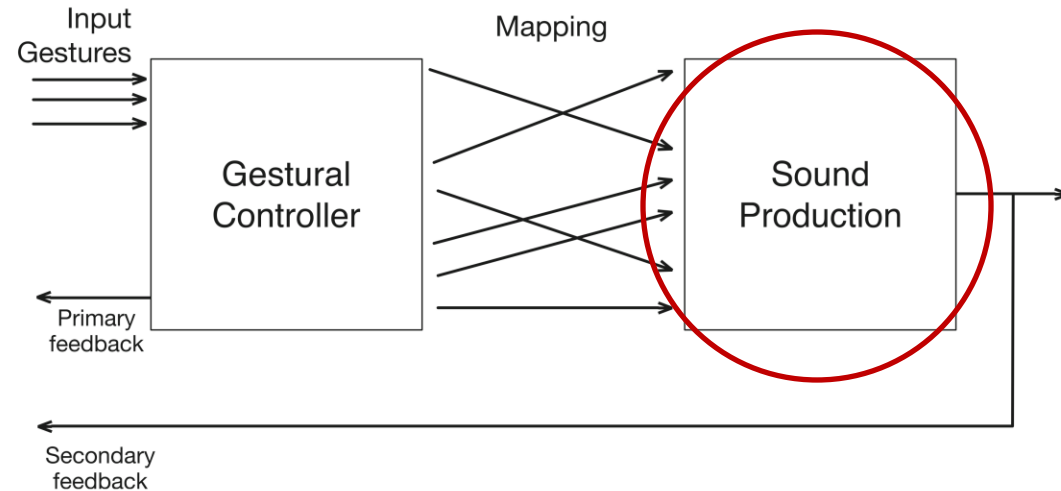 Input
Gestures
Mapping
Gestural
Controller
Sound
Production
Primary
feedback
Secondary
feedback